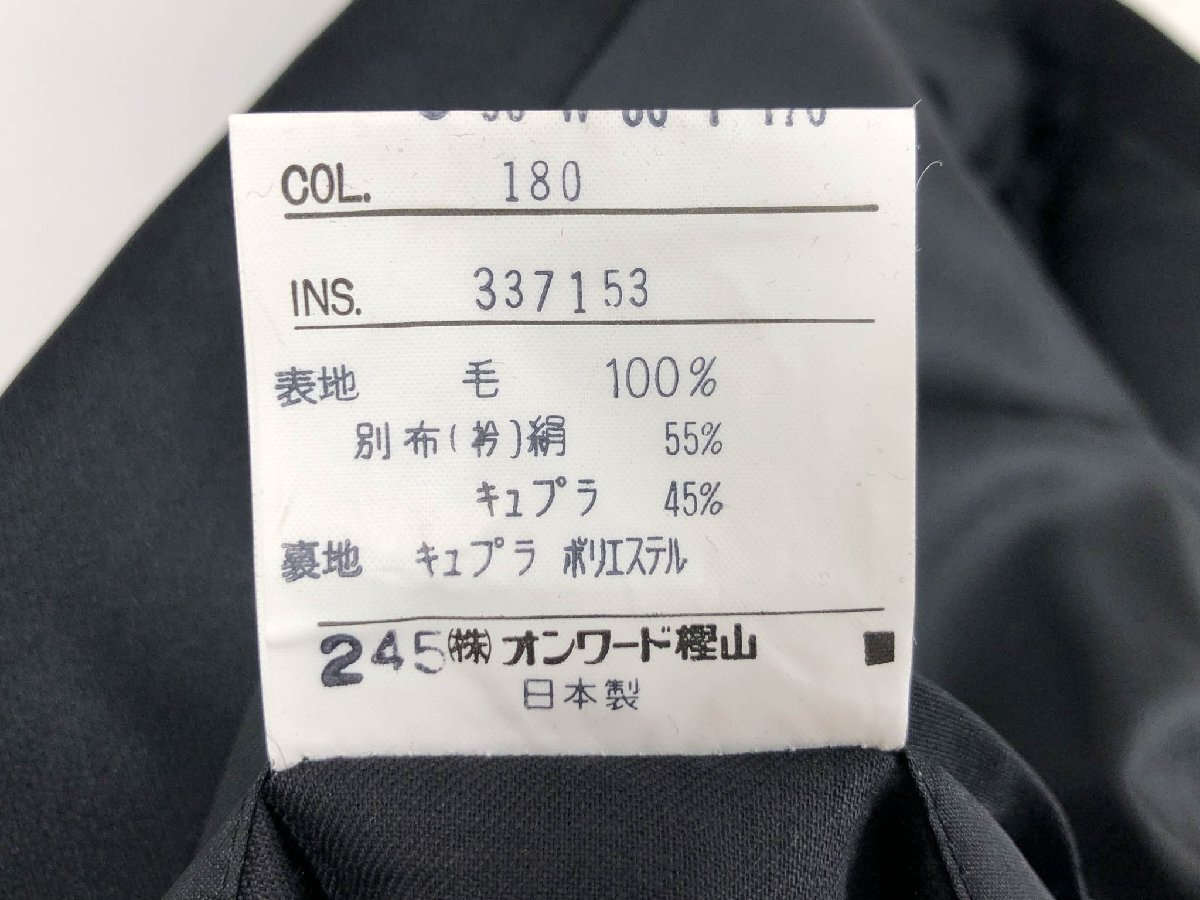 COL. 180
INS. 337153
表地 毛 100%
別布(衿)絹 55%
キュプラ 45%
裏地 キュプラ ポリエステル
245㈱オンワード樫山
日本製